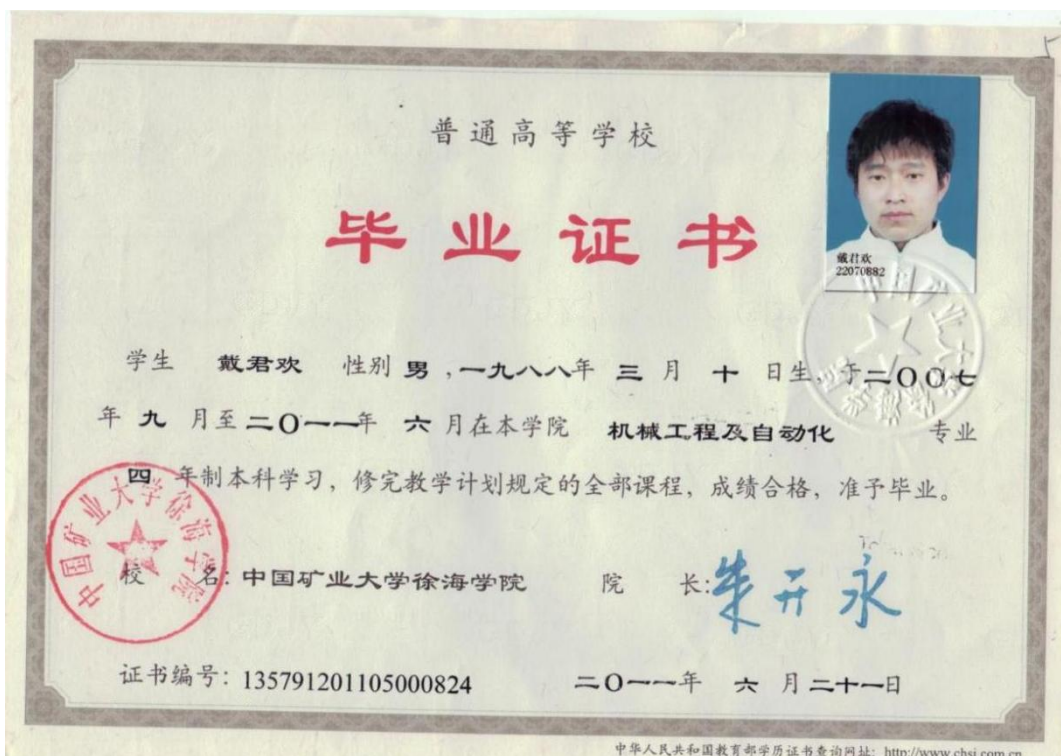 普通高等学校
毕业证书
戴君欢
22070882
学生 戴君欢 性别 男 ,一九八八年 三 月 十 日生,于二〇〇七
年 九 月至二〇一一年 六 月在本学院 机械工程及自动化 专业
四 年制本科学习,修完教学计划规定的全部课程,成绩合格,准予毕业。
中国矿业大学徐海学院
校 名:中国矿业大学徐海学院 院 长:朱开永
证书编号:135791201105000824 二〇一一年 六 月二十一日
中华人民共和国教育部学历证书查询网址: http://www.chsi.com.cn